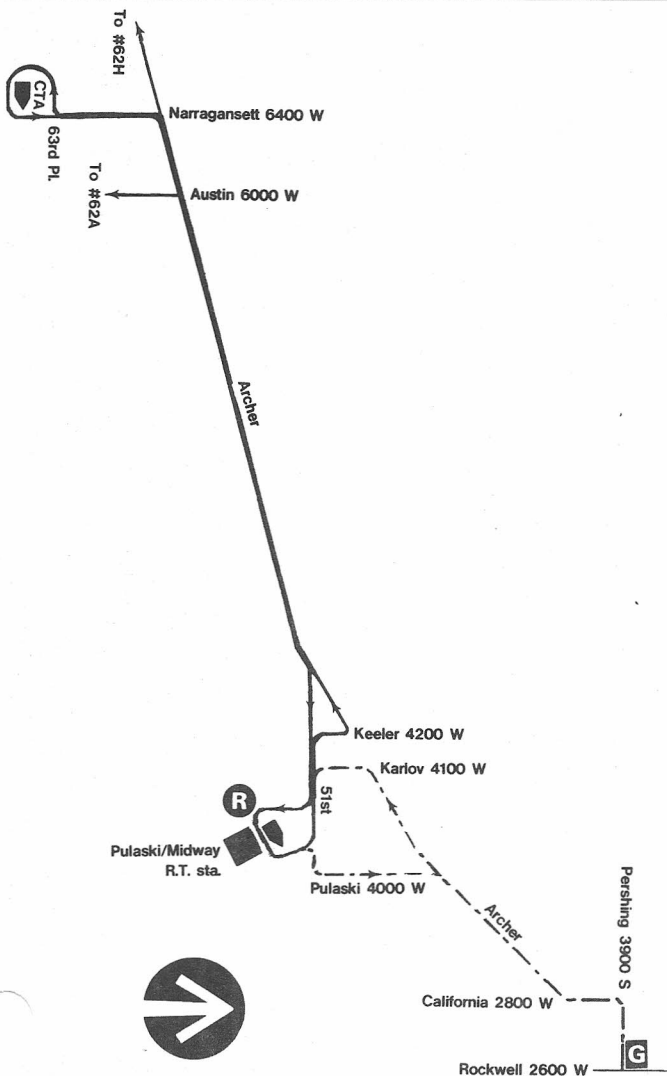 To #62H
CTA
63rd Pl.
Narragansett 6400 W
To #62A
Austin 6000 W
Archer
Keeler 4200 W
Karlov 4100 W
51st
R
Pulaski/Midway
R.T. sta.
Pulaski 4000 W
Archer
Pershing 3900 S
California 2800 W
G
Rockwell 2600 W